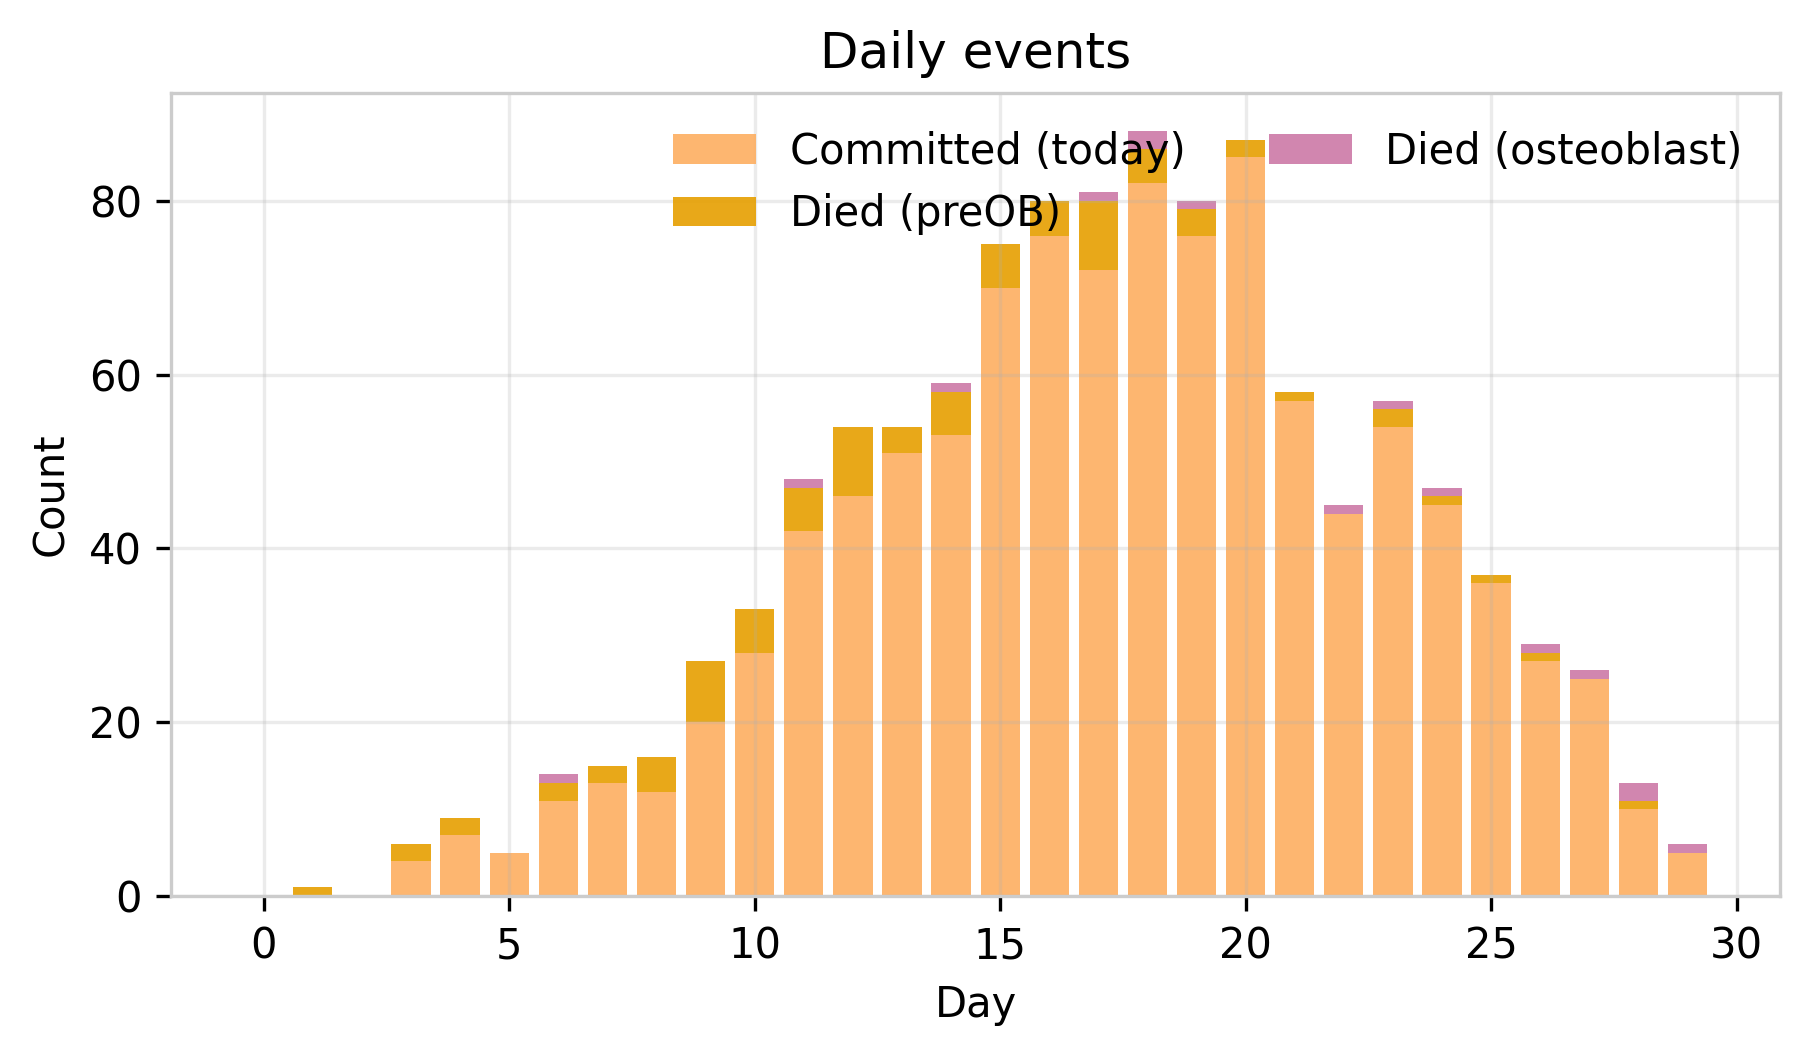 Daily events
Committed (today)
Died (preOB)
Died (osteoblast)
Count
80
60
40
20
0
0 5 10 15 20 25 30
Day